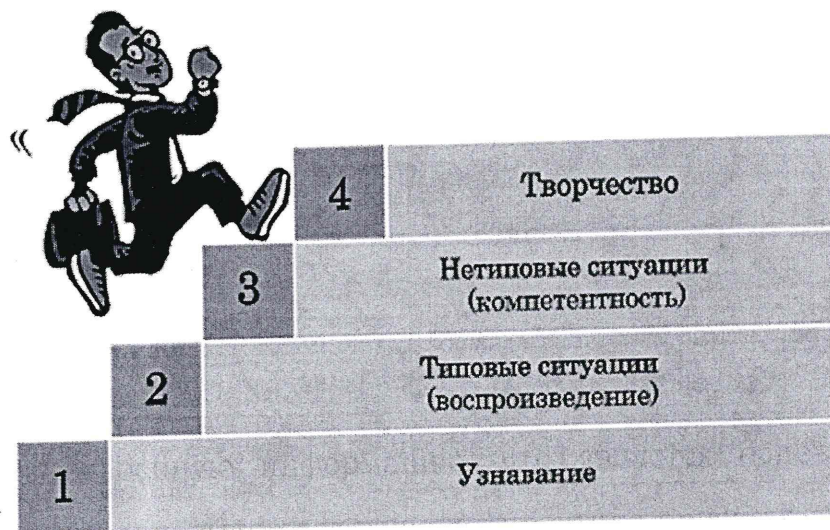 4 Творчество
3 Нетиповые ситуации
(компетентность)
2 Типовые ситуации
(воспроизведение)
1 Узнавание